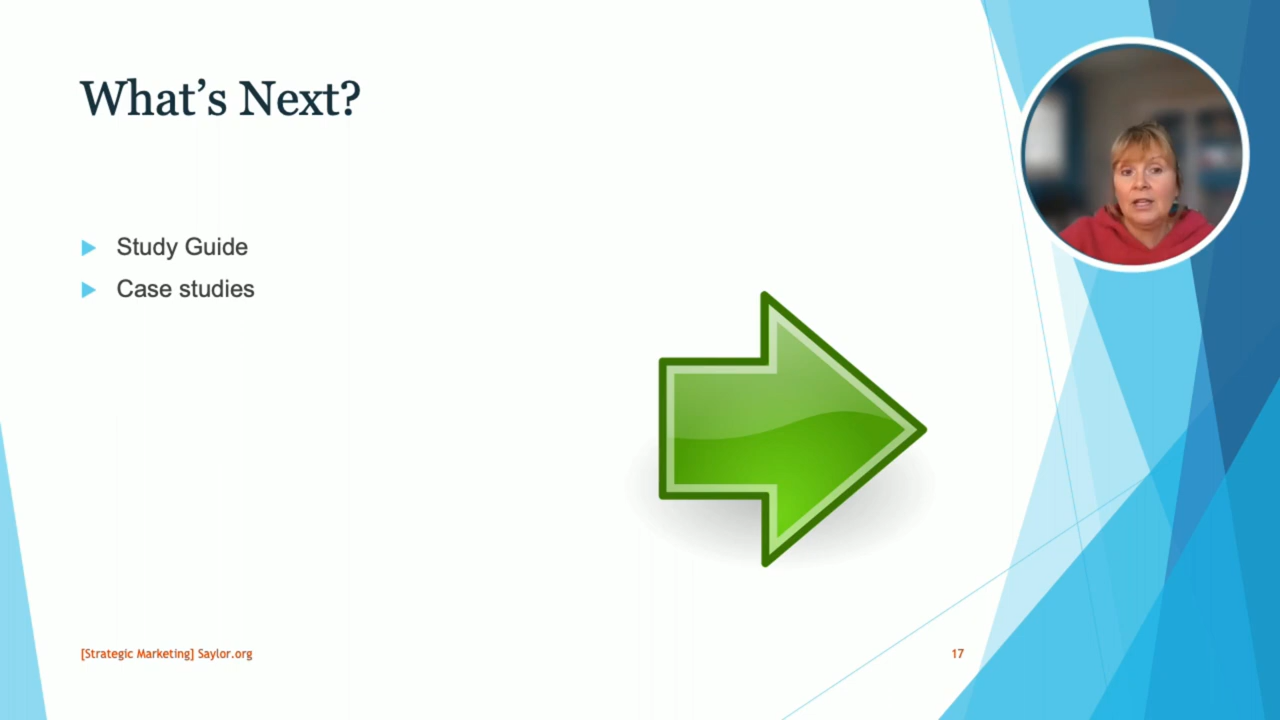 What’s Next?
Study Guide
Case studies
[Strategic Marketing] Saylor.org
17